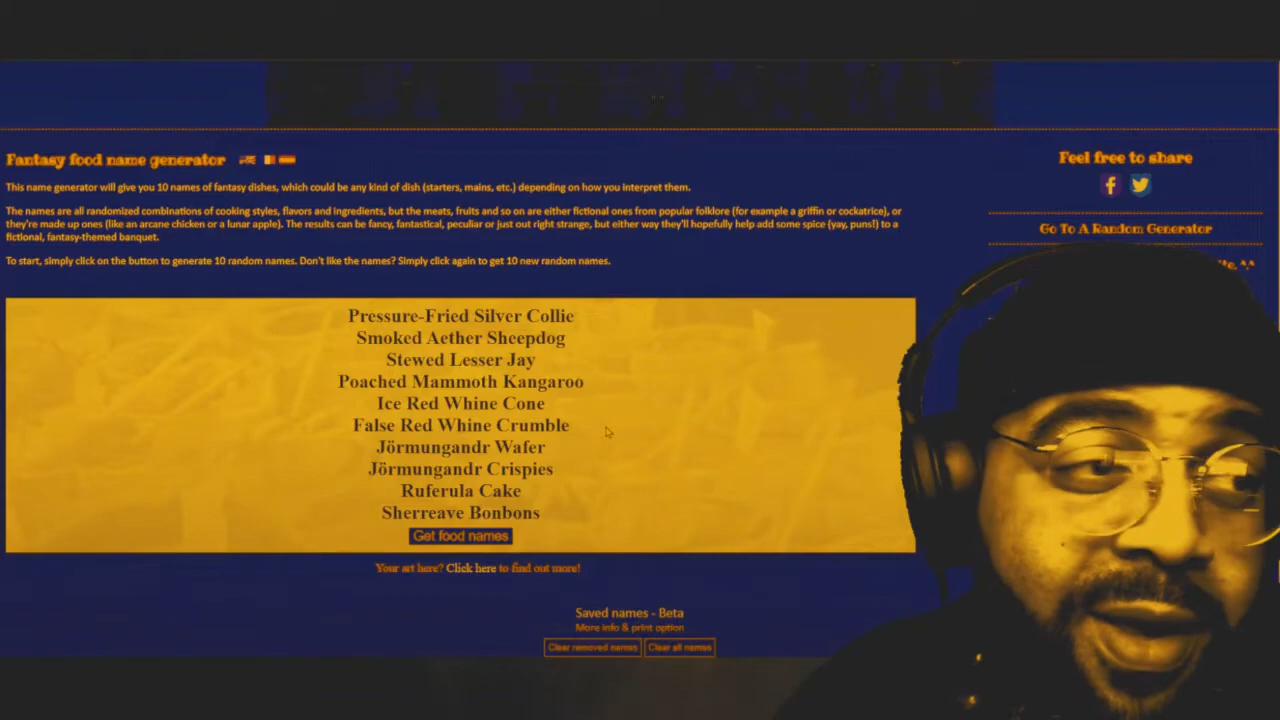 Fantasy food name generator
Feel free to share
This name generator will give you 10 names of fantasy dishes, which could be any kind of dish (starters, mains, etc.) depending on how you interpret them.
The names are all randomized combinations of cooking styles, flavors and ingredients, but the meats, fruits and so on are either fictional ones from popular folklore (for example a griffin or cockatrice), or
they're made up ones (like an arcane chicken or a lunar apple). The results can be fancy, fantastical, peculiar or just out right strange, but either way they'll hopefully help add some spice (yay, puns!) to a
fictional, fantasy-themed banquet.
Go To A Random Generator
To start, simply click on the button to generate 10 random names. Don't like the names? Simply click again to get 10 new random names.
^^
Pressure-Fried Silver Collie
Smoked Aether Sheepdog
Stewed Lesser Jay
Poached Mammoth Kangaroo
Ice Red Whine Cone
False Red Whine Crumble
Jörmungandr Wafer
Jörmungandr Crispies
Ruferula Cake
Sherreave Bonbons
Get food names
Your art here? Click here to find out more!
Saved names - Beta
More info & print option
Clear removed names Clear all names